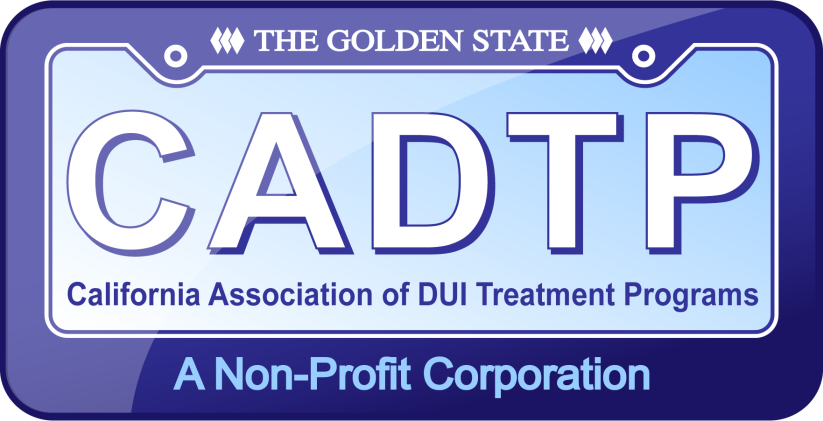 THE GOLDEN STATE
CADTP
California Association of DUI Treatment Programs
A Non-Profit Corporation